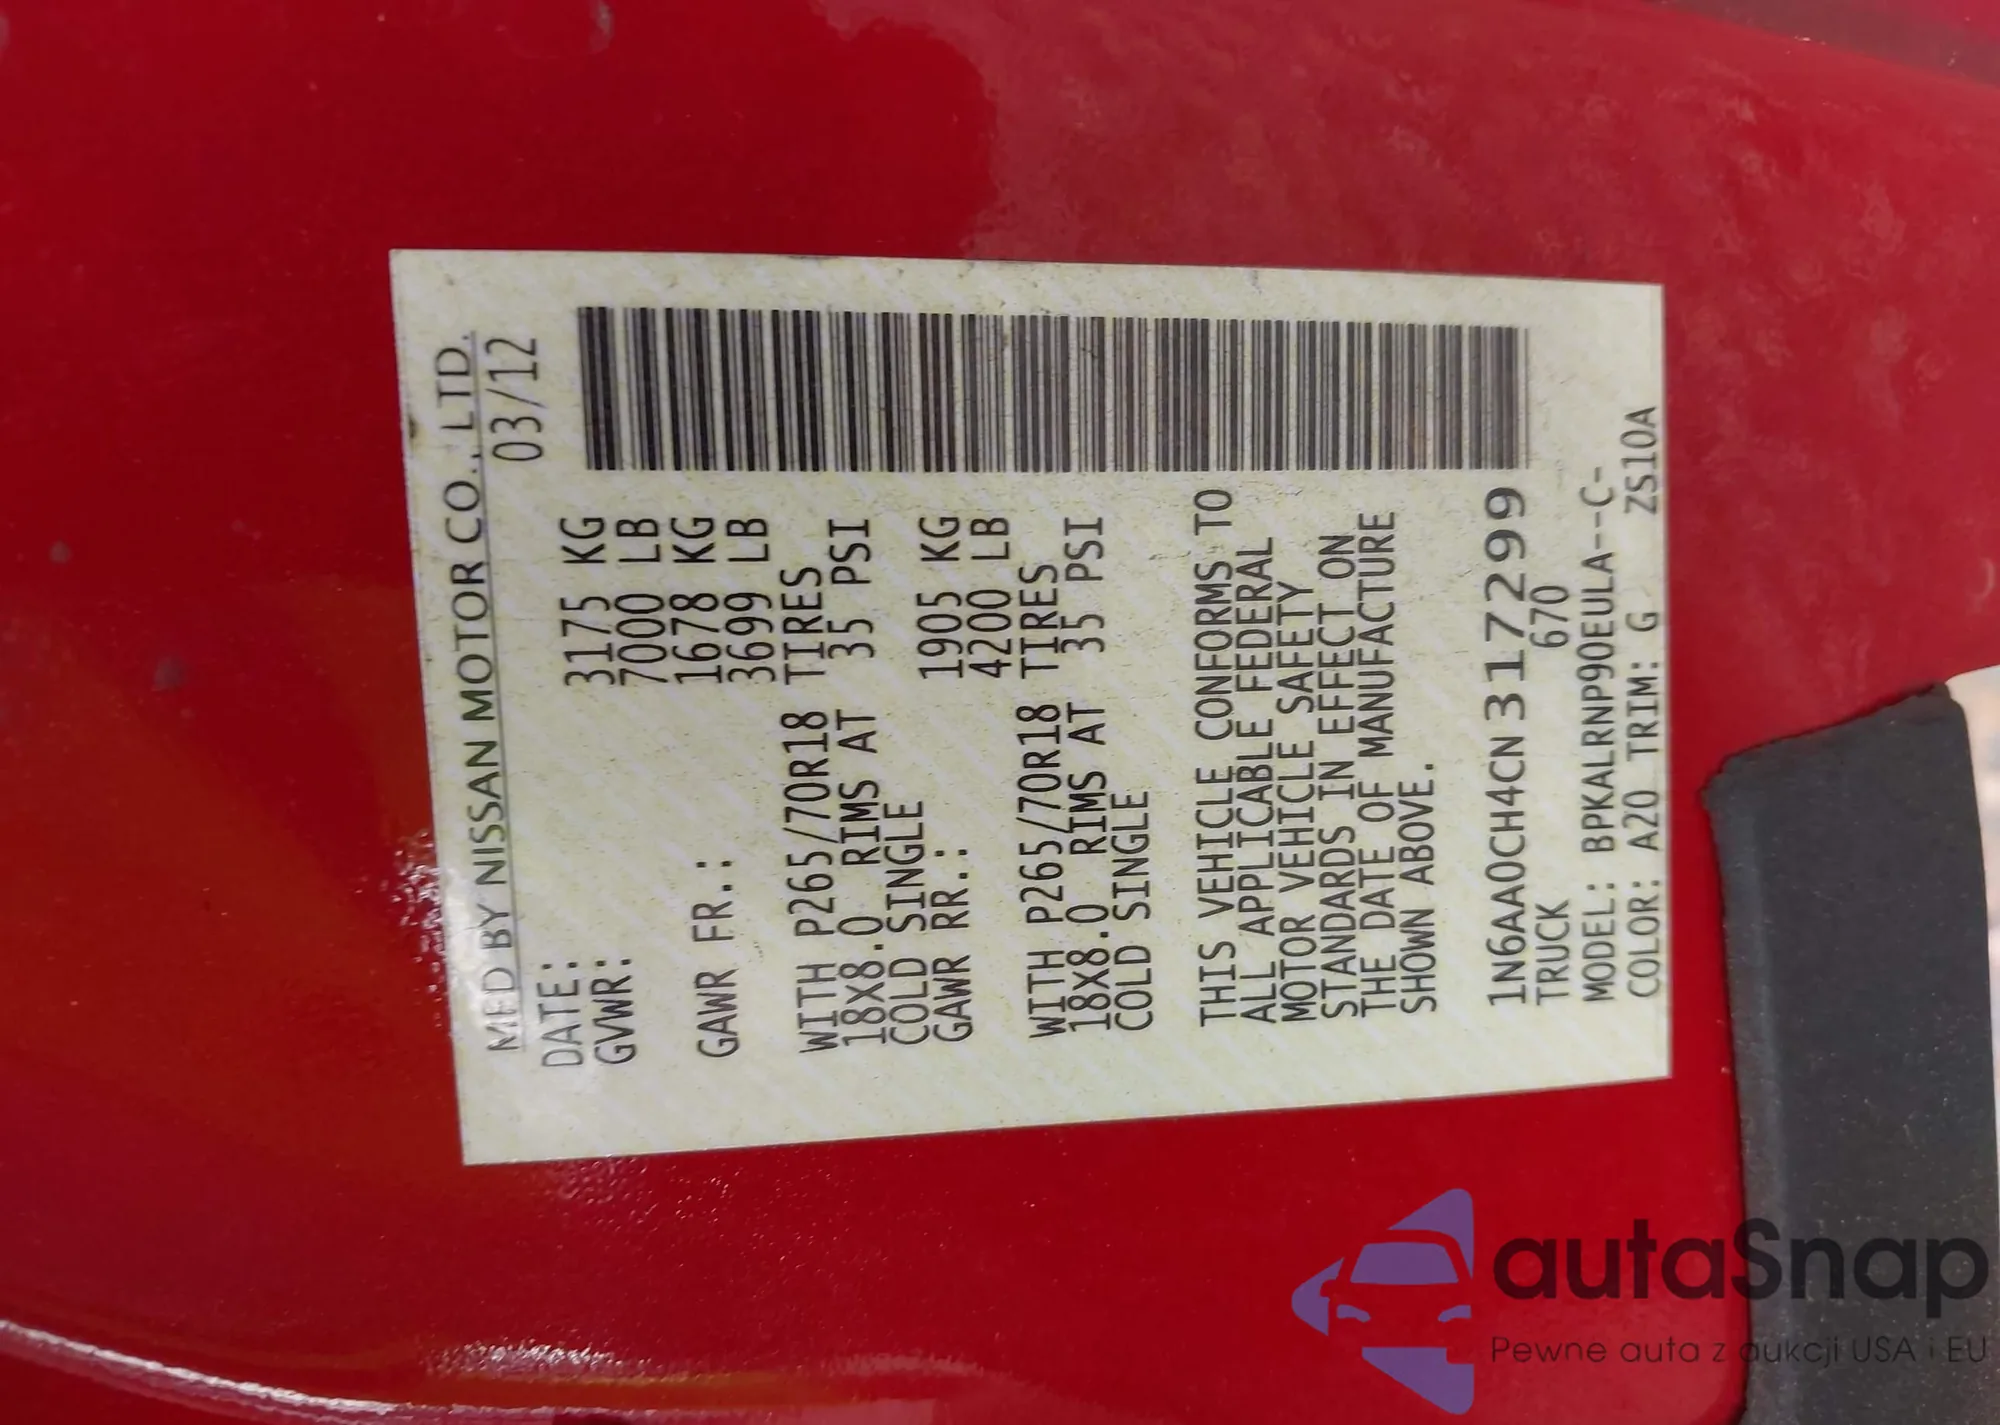 MFD BY NISSAN MOTOR CO., LTD.
DATE: 03/12
GVWR: 3175 KG
7000 LB
GAWR FR.: 1678 KG
3699 LB
WITH P265/70R18 TIRES
18X8.0 RIMS AT 35 PSI
COLD SINGLE
GAWR RR.: 1905 KG
4200 LB
WITH P265/70R18 TIRES
18X8.0 RIMS AT 35 PSI
COLD SINGLE
THIS VEHICLE CONFORMS TO
ALL APPLICABLE FEDERAL
MOTOR VEHICLE SAFETY
STANDARDS IN EFFECT ON
THE DATE OF MANUFACTURE
SHOWN ABOVE.
1N6AA0CH4CN 317299
TRUCK 670
MODEL: BPKALRNP90EULA--C-
COLOR: A20 TRIM: G ZS10A
autaSnap
Pewne auta z aukcji USA i EU